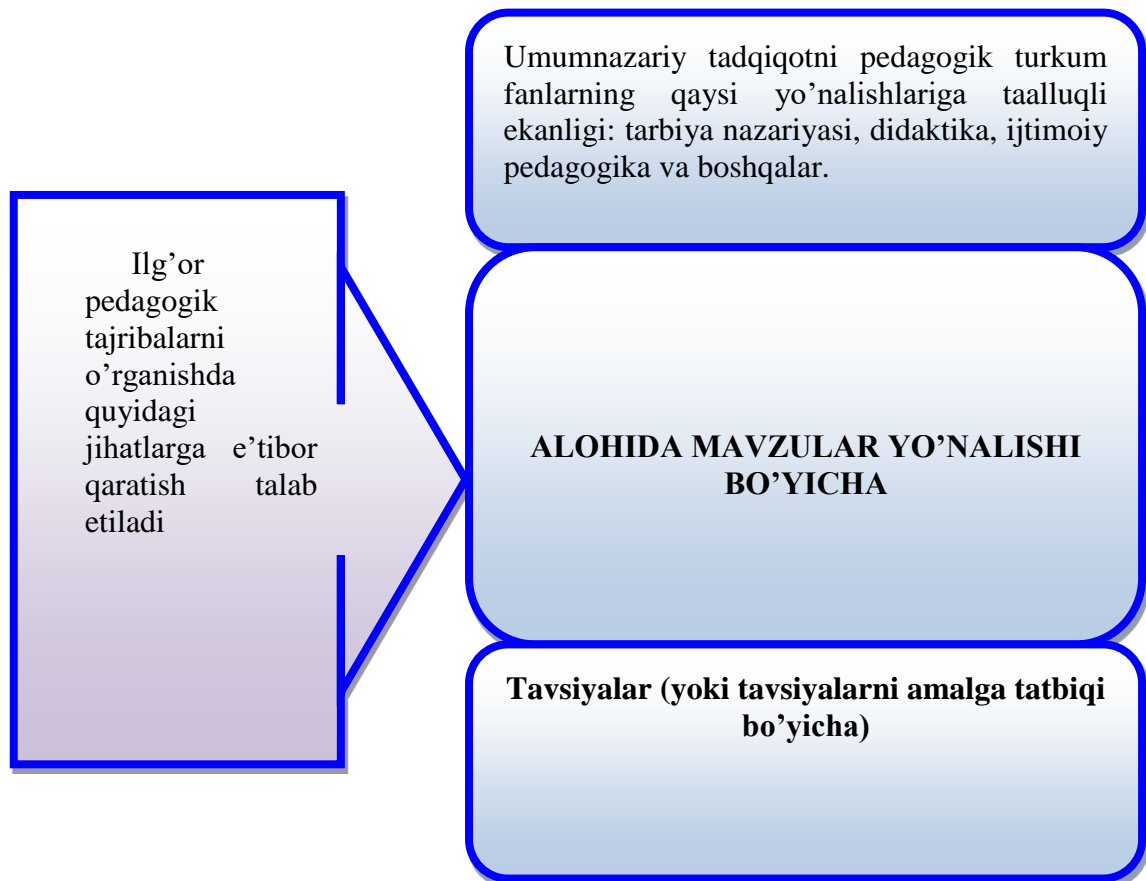 Ilg’or
pedagogik
tajribalarni
o’rganishda
quyidagi
jihatlarga e’tibor
qaratish talab
etiladi
Umumnazariy tadqiqotni pedagogik turkum
fanlarning qaysi yo’nalishlariga taalluqli
ekanligi: tarbiya nazariyasi, didaktika, ijtimoiy
pedagogika va boshqalar.
ALOHIDA MAVZULAR YO’NALISHI
BO’YICHA
Tavsiyalar (yoki tavsiyalarni amalga tatbiqi
bo’yicha)